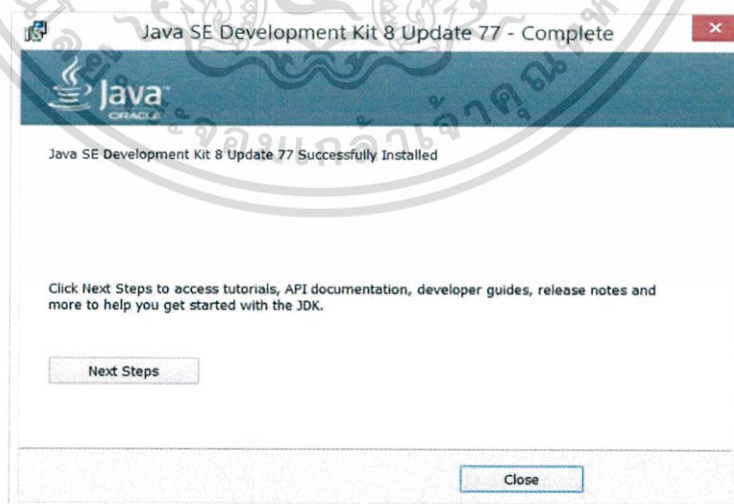 Java SE Development Kit 8 Update 77 - Complete
Java
ORACLE
Java SE Development Kit 8 Update 77 Successfully Installed
Click Next Steps to access tutorials, API documentation, developer guides, release notes and
more to help you get started with the JDK.
Next Steps
Close